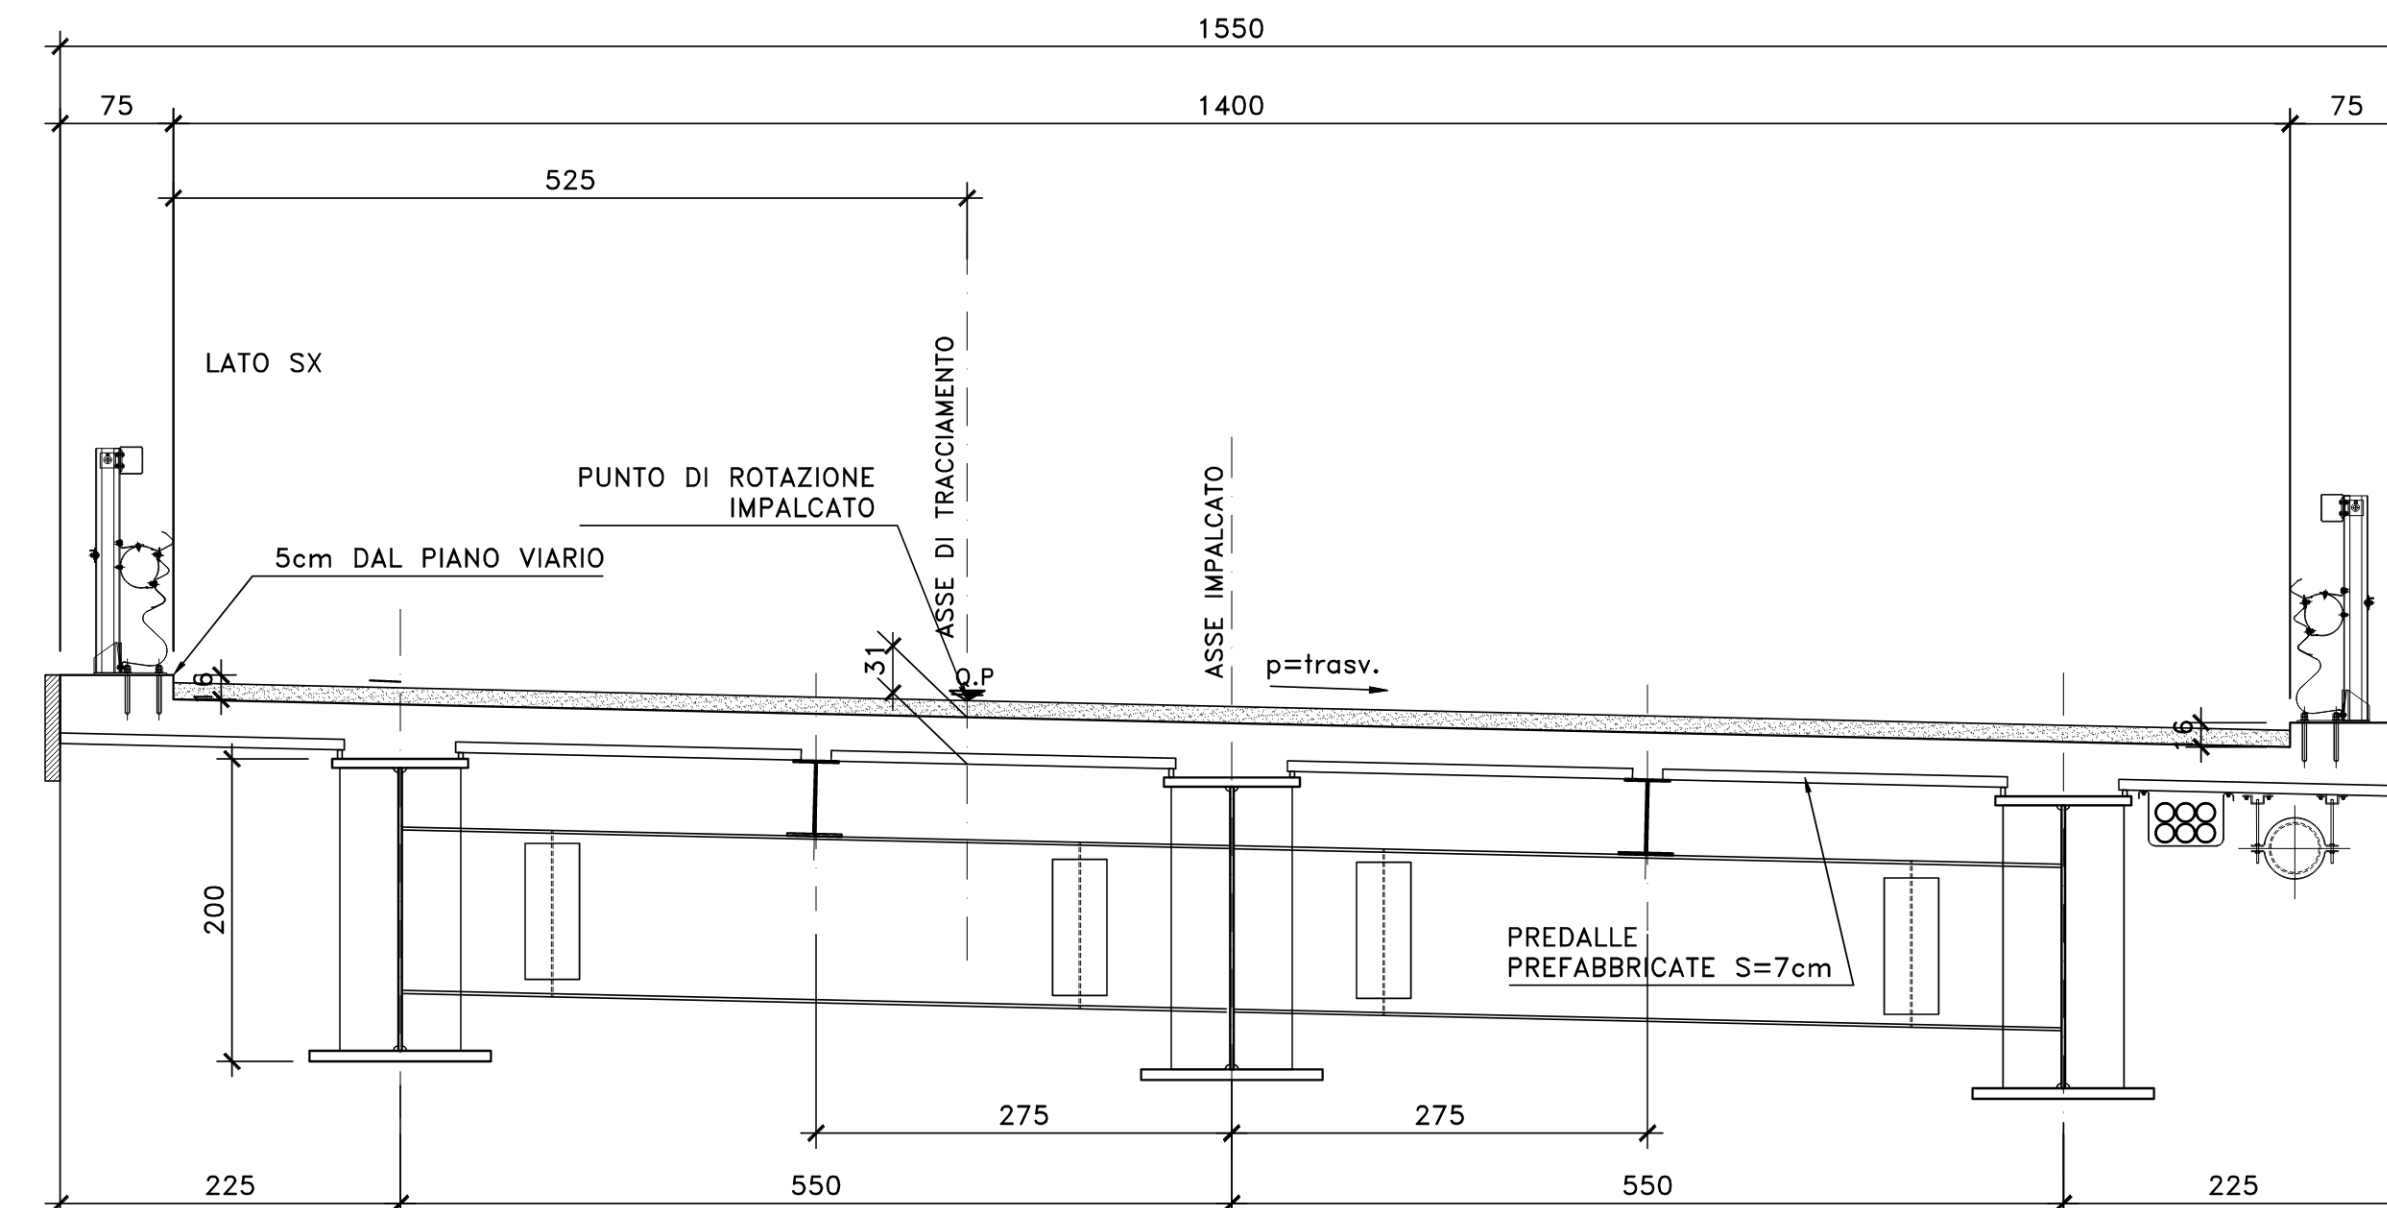 1550
75
1400
75
525
LATO SX
ASSE DI TRACCIAMENTO
PUNTO DI ROTAZIONE
IMPALCATO
ASSE IMPALCATO
5cm DAL PIANO VIARIO
16
31
Q.P
p=trasv.
16
200
PREDALLE
PREFABBRICATE S=7cm
275
275
225
550
550
225